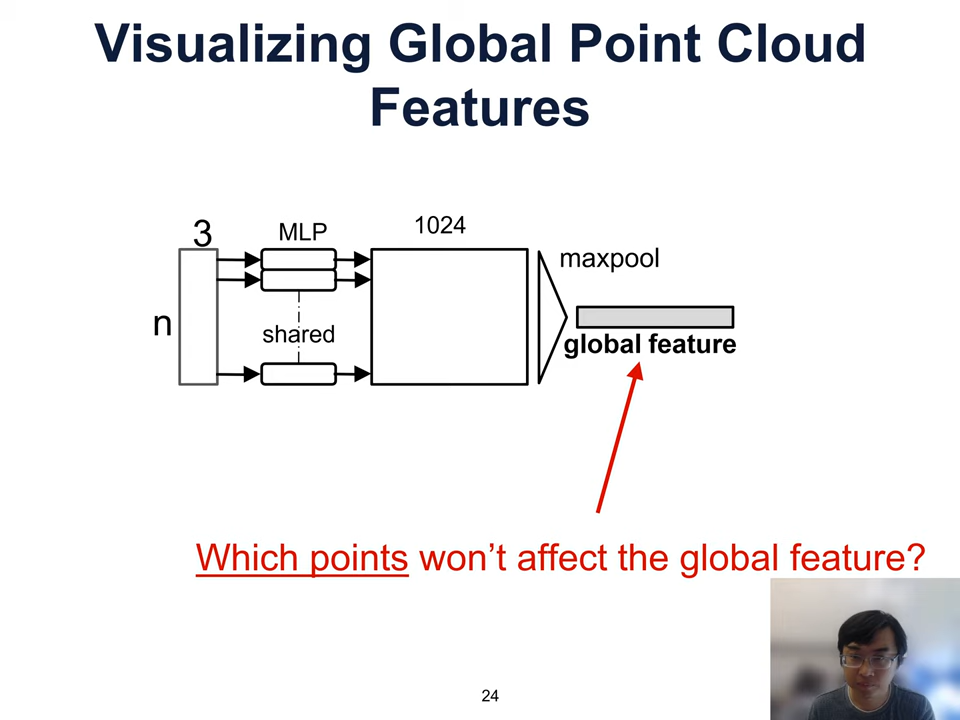 Visualizing Global Point Cloud
Features
3
MLP
1024
maxpool
n
shared
global feature
Which points won’t affect the global feature?
24